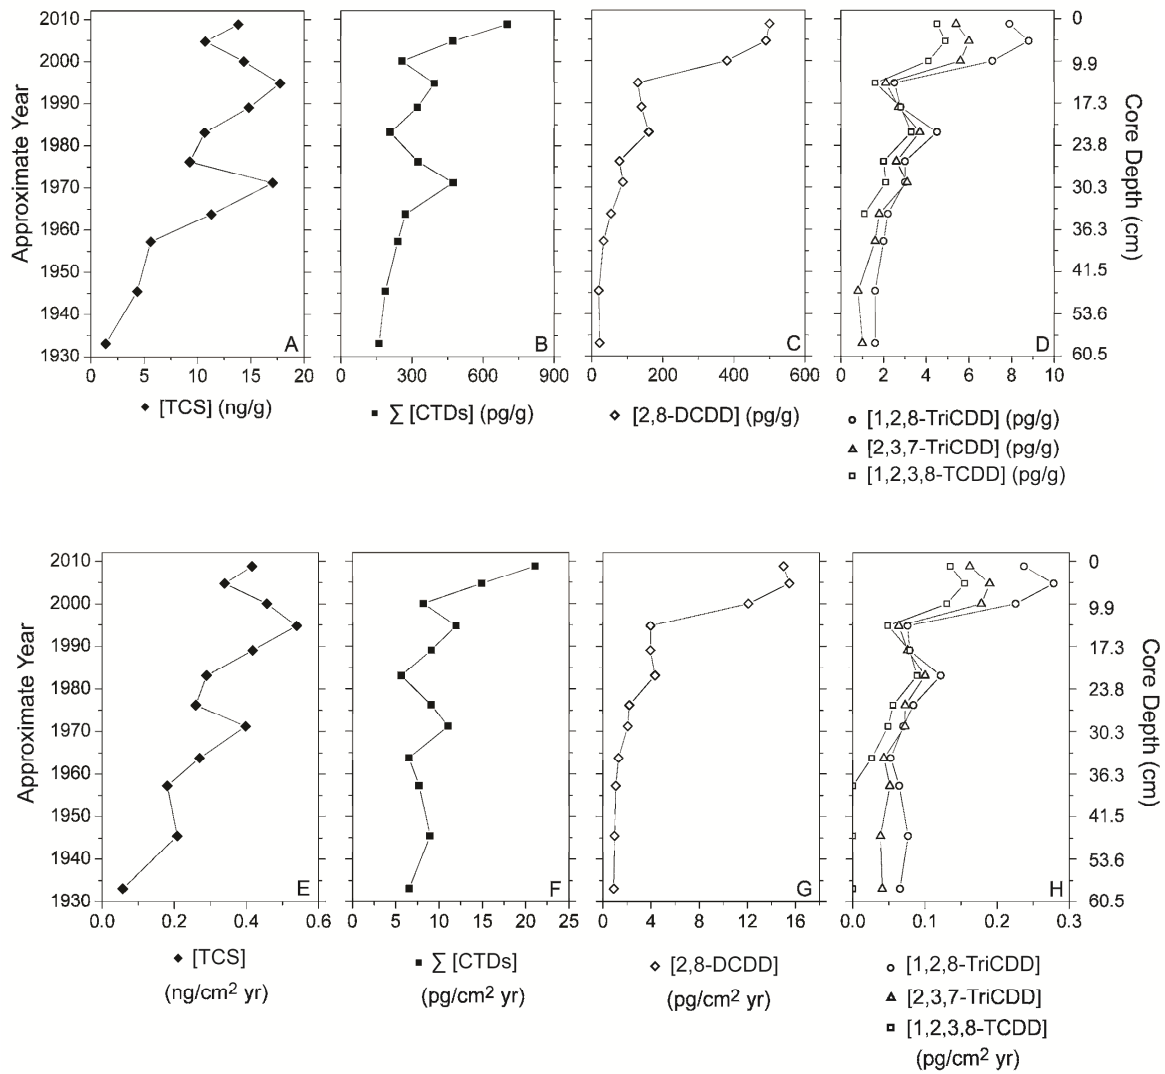 Approximate Year
2010
2000
1990
1980
1970
1960
1950
1940
1930
0 5 10 15 20
A
◆ [TCS] (ng/g)
0 300 600 900
B
■ ∑ [CTDs] (pg/g)
0 200 400 600
C
◇ [2,8-DCDD] (pg/g)
0 2 4 6 8 10
D
○ [1,2,8-TriCDD] (pg/g)
△ [2,3,7-TriCDD] (pg/g)
□ [1,2,3,8-TCDD] (pg/g)
0
9.9
17.3
23.8
30.3
36.3
41.5
53.6
60.5
Core Depth (cm)
Approximate Year
2010
2000
1990
1980
1970
1960
1950
1940
1930
0.0 0.2 0.4 0.6
E
◆ [TCS]
(ng/cm² yr)
0 5 10 15 20 25
F
■ ∑ [CTDs]
(pg/cm² yr)
0 4 8 12 16
G
◇ [2,8-DCDD]
(pg/cm² yr)
0.0 0.1 0.2 0.3
H
○ [1,2,8-TriCDD]
△ [2,3,7-TriCDD]
□ [1,2,3,8-TCDD]
(pg/cm² yr)
0
9.9
17.3
23.8
30.3
36.3
41.5
53.6
60.5
Core Depth (cm)